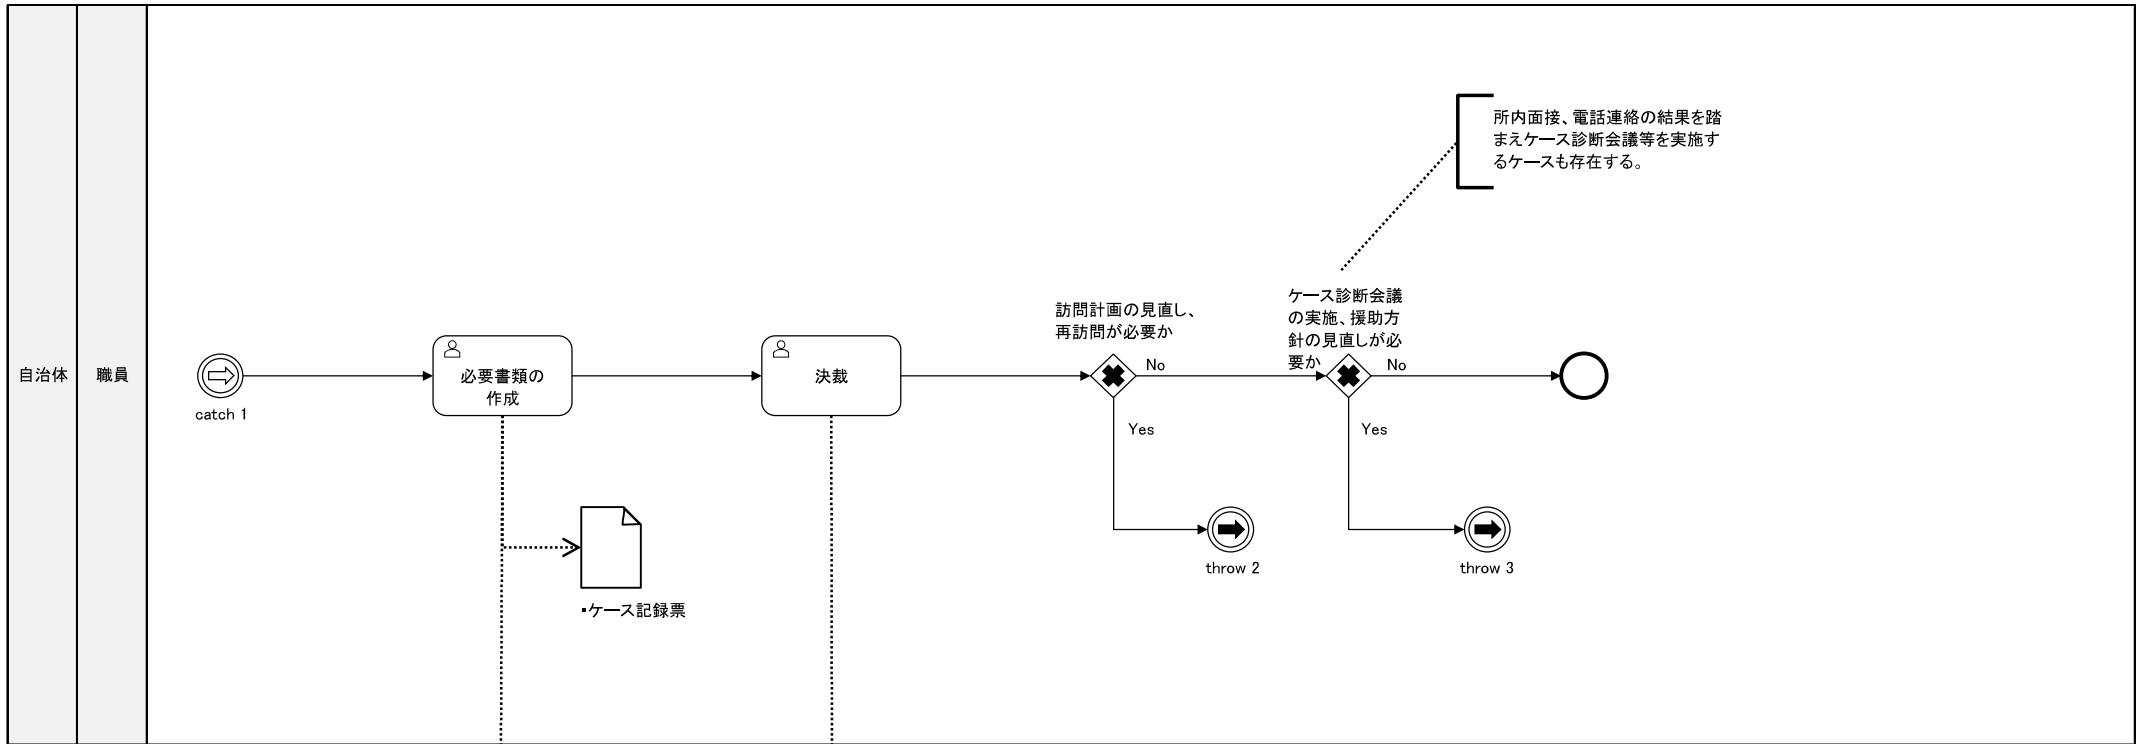 自治体
職員
catch 1
必要書類の
作成
・ケース記録票
決裁
訪問計画の見直し、
再訪問が必要か
No
Yes
throw 2
ケース診断会議
の実施、援助方
針の見直しが必
要か
No
Yes
throw 3
所内面接、電話連絡の結果を踏
まえケース診断会議等を実施す
るケースも存在する。